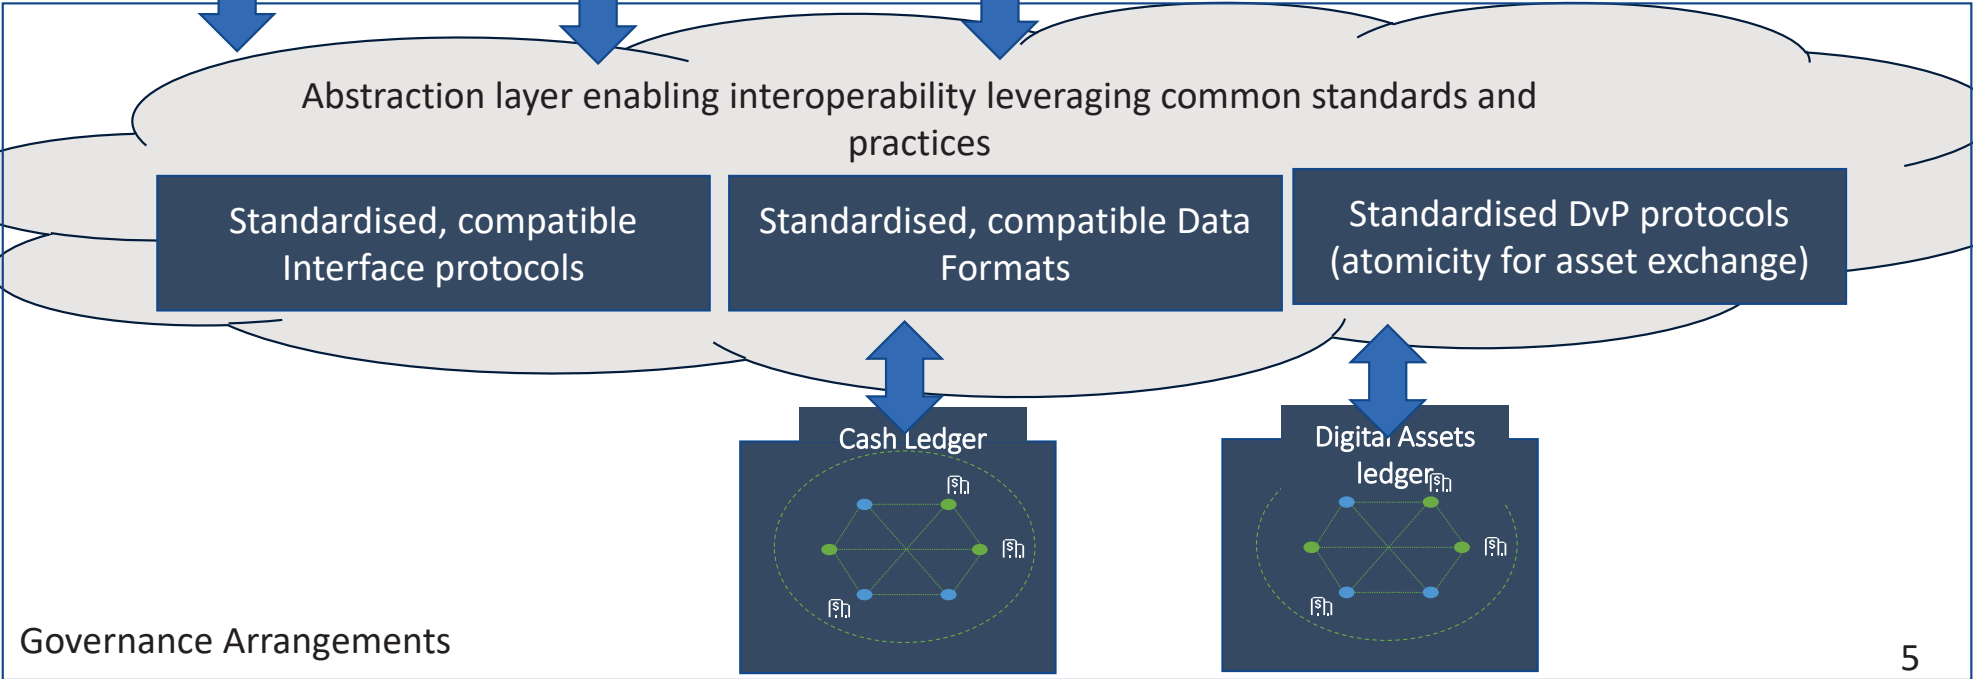 Abstraction layer enabling interoperability leveraging common standards and
practices
Standardised, compatible
Interface protocols
Standardised, compatible Data
Formats
Standardised DvP protocols
(atomicity for asset exchange)
Cash Ledger
$
$
$
Digital Assets
ledger
$
$
$
Governance Arrangements
5